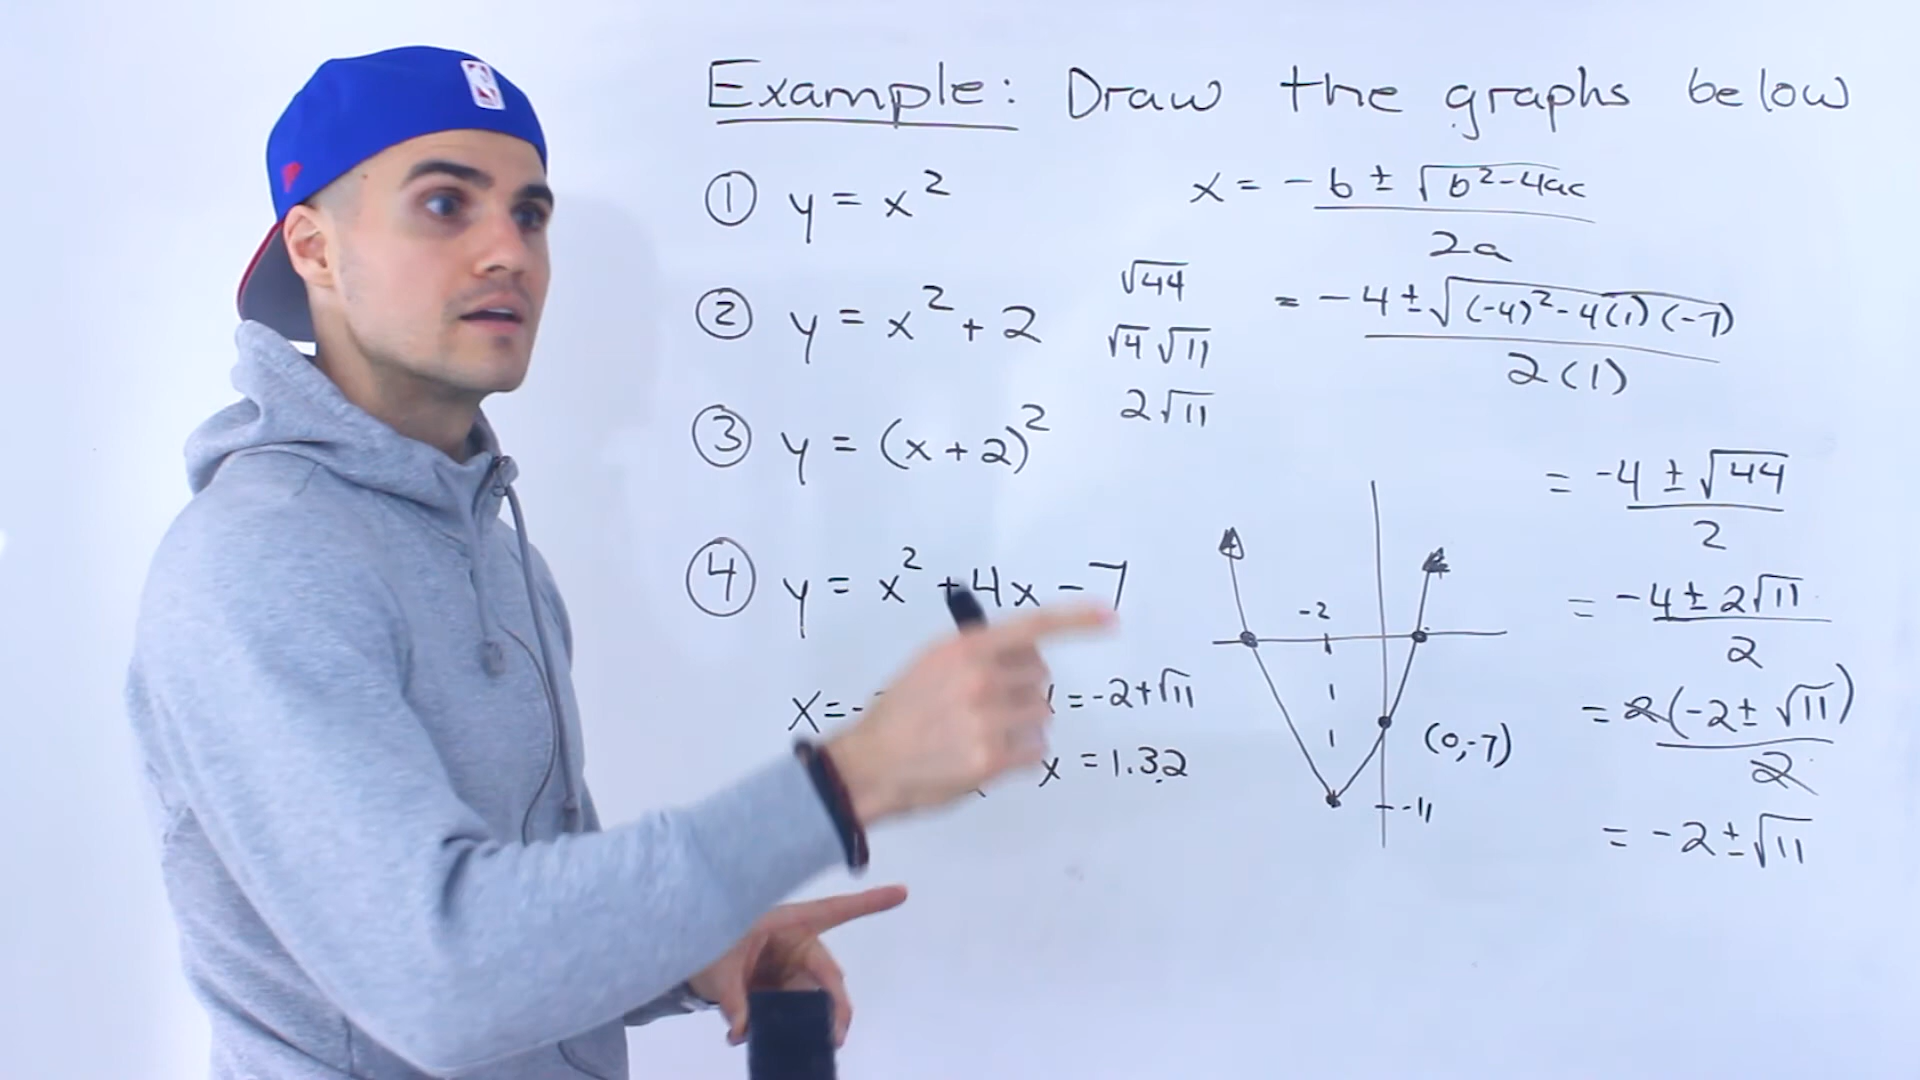 Example: Draw the graphs below
① y = x²
② y = x² + 2
③ y = (x + 2)²
④ y = x² + 4x - 7
x = -
x = -2+√11
x = 1.32
√44
√4 √11
2√11
x = -b ± √b²-4ac
2a
= -4 ± √(-4)²-4(1)(-7)
2(1)
= -4 ± √44
2
= -4 ± 2√11
2
= 2(-2 ± √11)
2
= -2 ± √11
-2
(0,-7)
-11